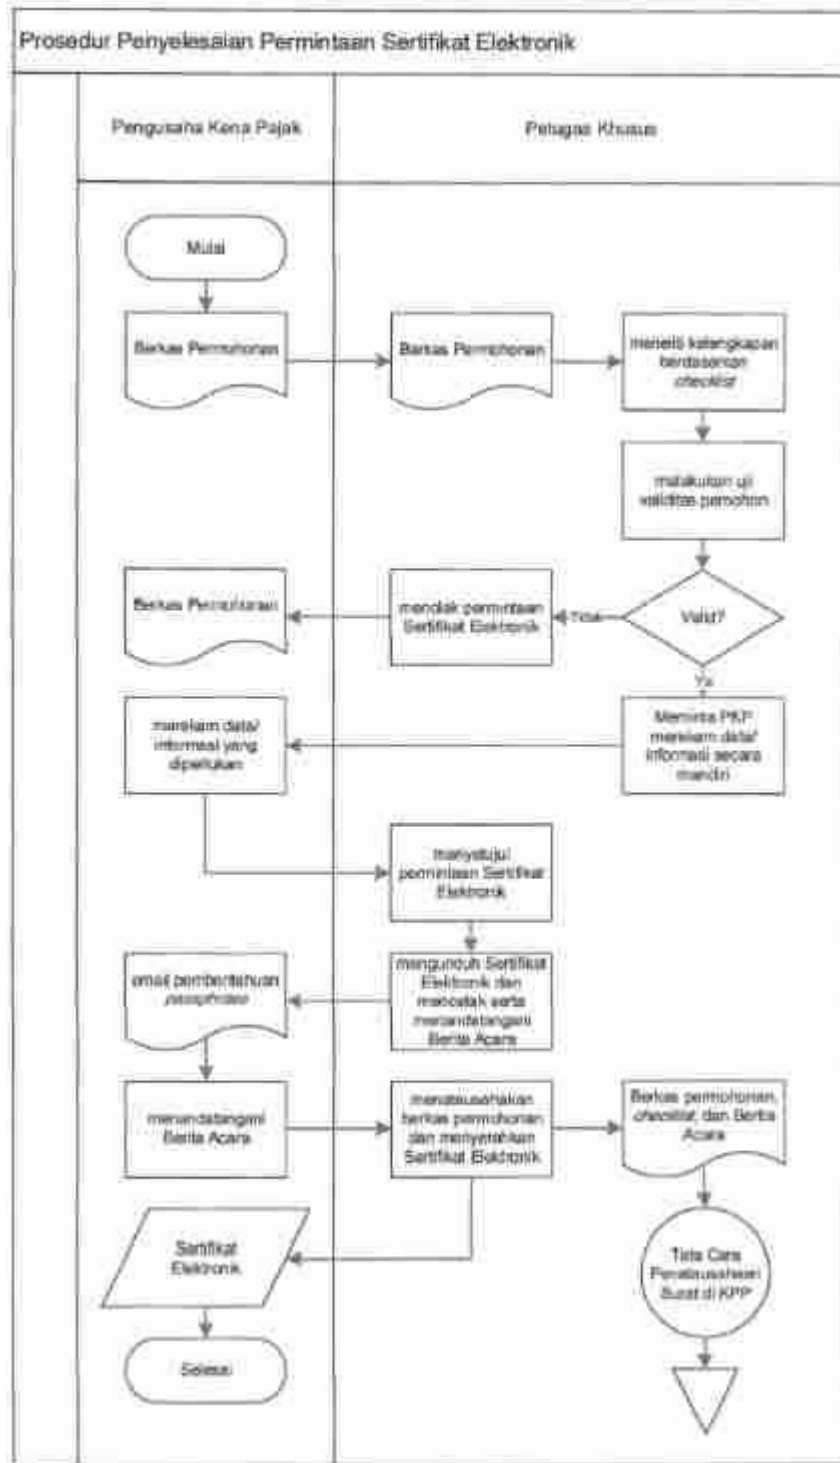 Prosedur Penyelesaian Permintaan Sertifikat Elektronik
Pengusaha Kena Pajak
Petugas Khusus
Mulai
Berkas Permohonan
Berkas Permohonan
meneliti kelengkapan
berdasarkan
checklist
melakukan uji
validitas pemohon
Berkas Permohonan
menolak permintaan
Sertifikat Elektronik
Tidak
Valid?
Ya
merekam data/
informasi yang
diperlukan
Meminta PKP
merekam data/
informasi secara
mandiri
menyetujui
permintaan Sertifikat
Elektronik
email pemberitahuan
passphrase
mengunduh Sertifikat
Elektronik dan
mencetak serta
menandatangani
Berita Acara
menandatangani
Berita Acara
menatausahakan
berkas permohonan
dan menyerahkan
Sertifikat Elektronik
Berkas permohonan,
checklist, dan Berita
Acara
Sertifikat
Elektronik
Tata Cara
Penatausahaan
Surat di KPP
Selesai